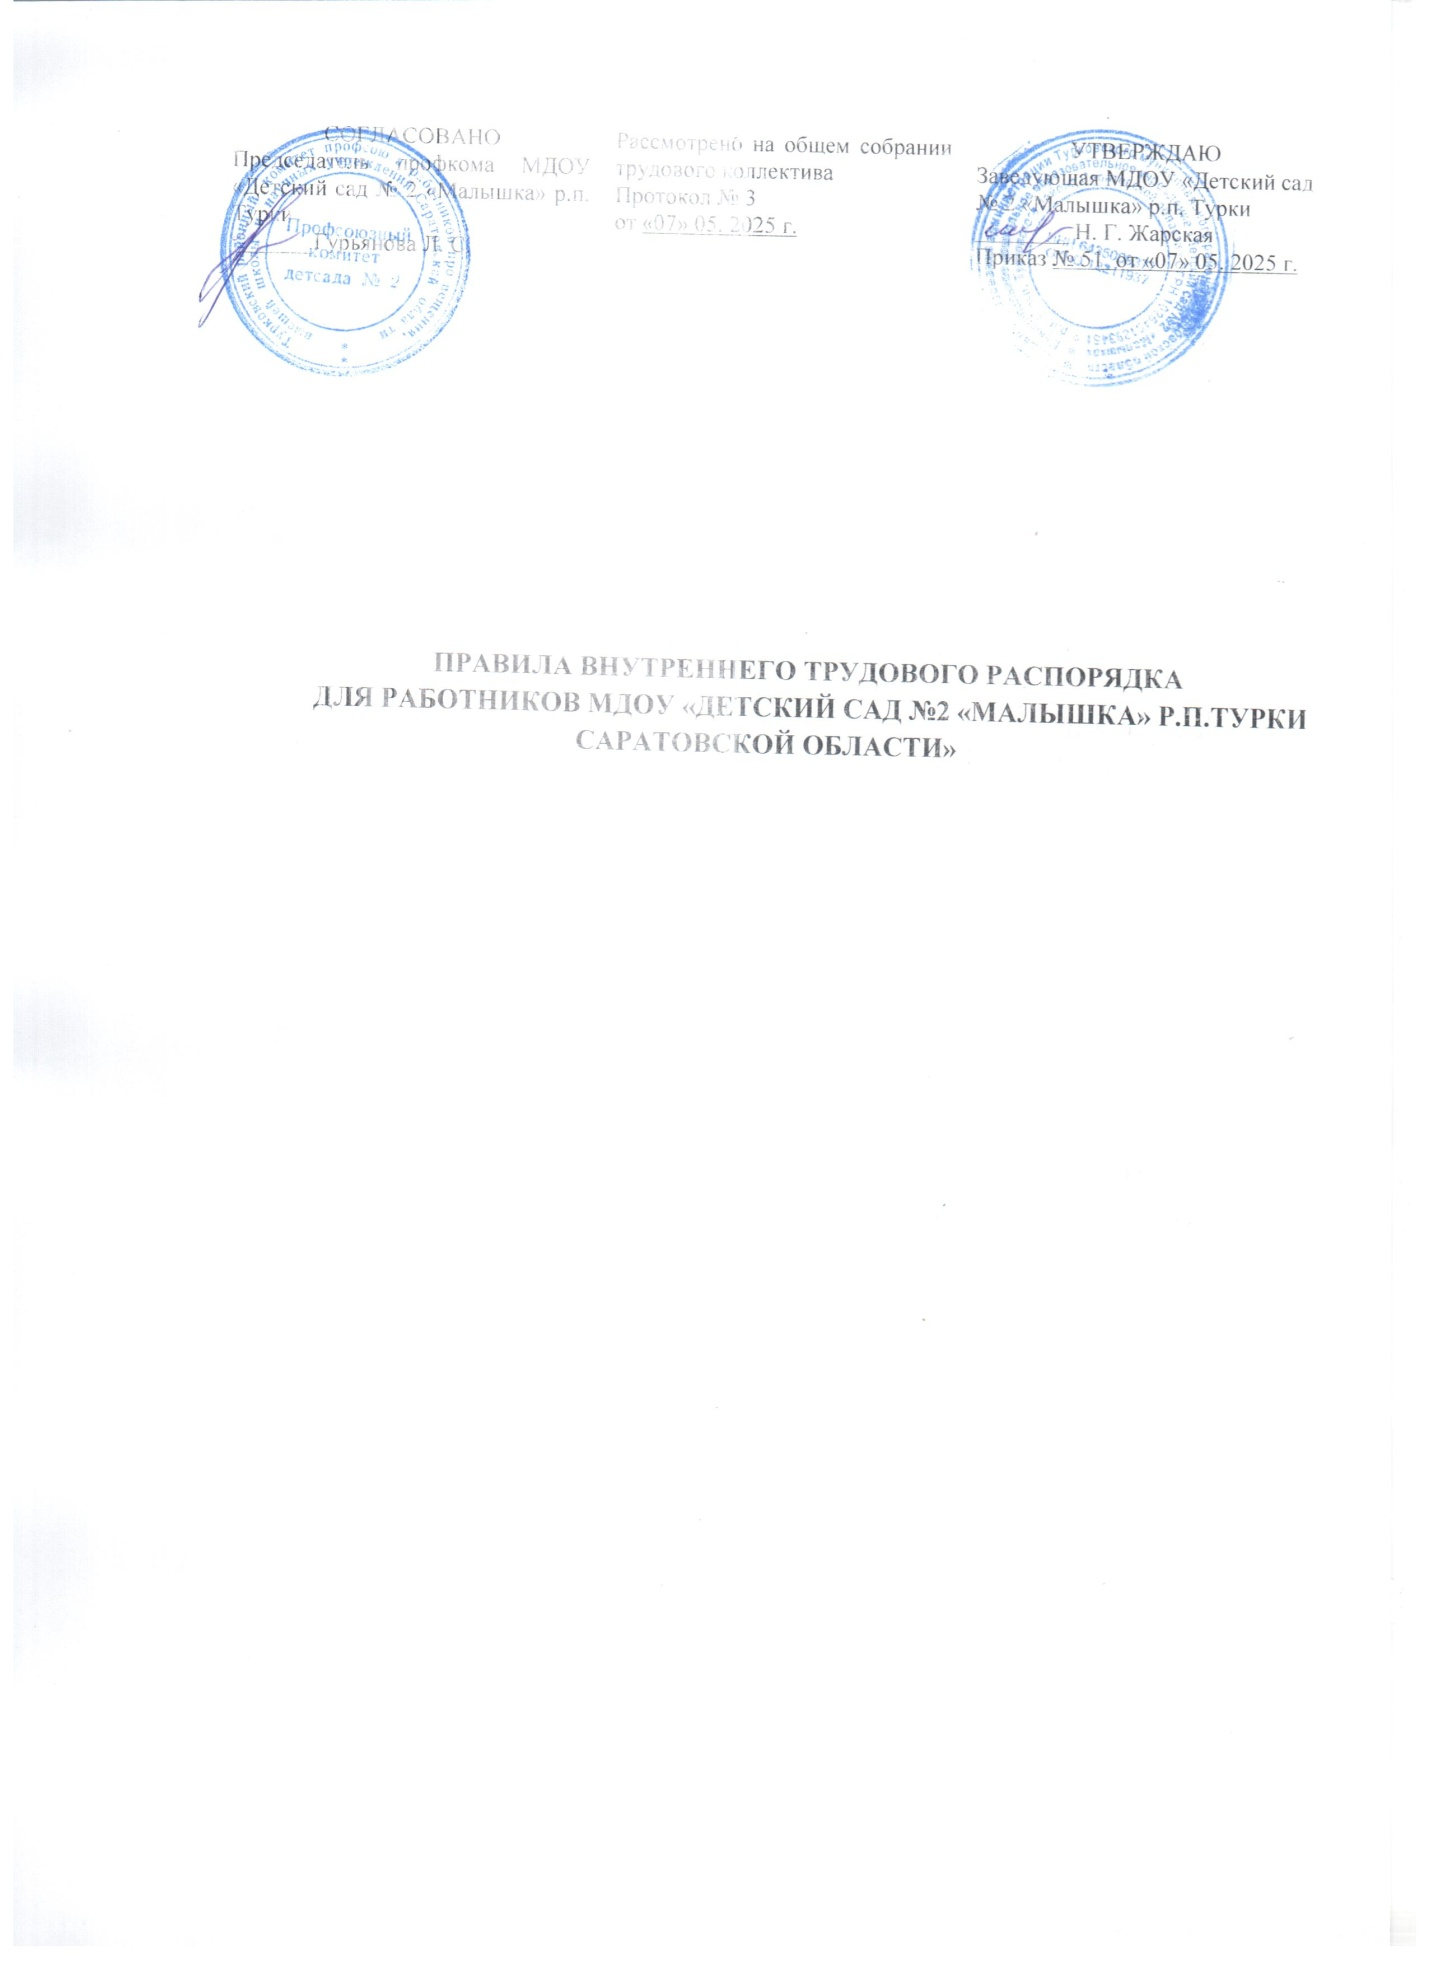 СОГЛАСОВАНО
Председатель профкома МДОУ
«Детский сад № 2 «Малышка» р.п.
Турки
Гурьянова Л. С.
Профсоюзный
комитет
детсада № 2
Рассмотрено на общем собрании
трудового коллектива
Протокол № 3
от «07» 05. 2025 г.
УТВЕРЖДАЮ
Заведующая МДОУ «Детский сад
№ 2 «Малышка» р.п. Турки
Н. Г. Жарская
Приказ № 51, от «07» 05. 2025 г.
ПРАВИЛА ВНУТРЕННЕГО ТРУДОВОГО РАСПОРЯДКА
ДЛЯ РАБОТНИКОВ МДОУ «ДЕТСКИЙ САД №2 «МАЛЫШКА» Р.П.ТУРКИ
САРАТОВСКОЙ ОБЛАСТИ»